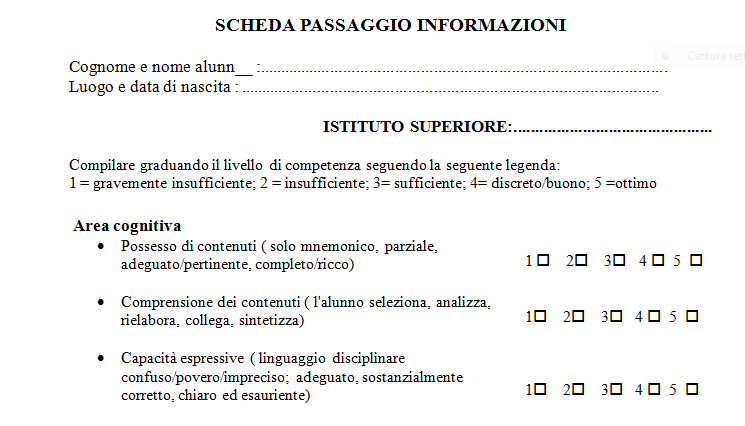 SCHEDA PASSAGGIO INFORMAZIONI
Cognome e nome alunn__ :............................................................................................
Luogo e data di nascita : ..............................................................................................
ISTITUTO SUPERIORE:..............................................
Compilare graduando il livello di competenza seguendo la seguente legenda:
1 = gravemente insufficiente; 2 = insufficiente; 3= sufficiente; 4= discreto/buono; 5 =ottimo
Area cognitiva
• Possesso di contenuti ( solo mnemonico, parziale,
adeguato/pertinente, completo/ricco) 1 □ 2□ 3□ 4 □ 5 □
• Comprensione dei contenuti ( l'alunno seleziona, analizza,
rielabora, collega, sintetizza) 1□ 2□ 3□ 4 □ 5 □
• Capacità espressive ( linguaggio disciplinare
confuso/povero/impreciso; adeguato, sostanzialmente
corretto, chiaro ed esauriente) 1□ 2□ 3□ 4 □ 5 □